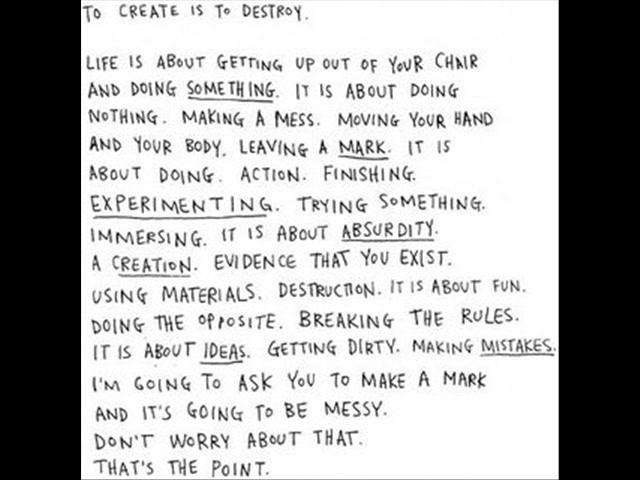 TO CREATE IS TO DESTROY.
LIFE IS ABOUT GETTING UP OUT OF YOUR CHAIR
AND DOING SOMETHING. IT IS ABOUT DOING
NOTHING. MAKING A MESS. MOVING YOUR HAND
AND YOUR BODY. LEAVING A MARK. IT IS
ABOUT DOING. ACTION. FINISHING.
EXPERIMENTING. TRYING SOMETHING.
IMMERSING. IT IS ABOUT ABSURDITY.
A CREATION. EVIDENCE THAT YOU EXIST.
USING MATERIALS. DESTRUCTION. IT IS ABOUT FUN.
DOING THE OPPOSITE. BREAKING THE RULES.
IT IS ABOUT IDEAS. GETTING DIRTY. MAKING MISTAKES.
I'M GOING TO ASK YOU TO MAKE A MARK
AND IT'S GOING TO BE MESSY.
DON'T WORRY ABOUT THAT.
THAT'S THE POINT.